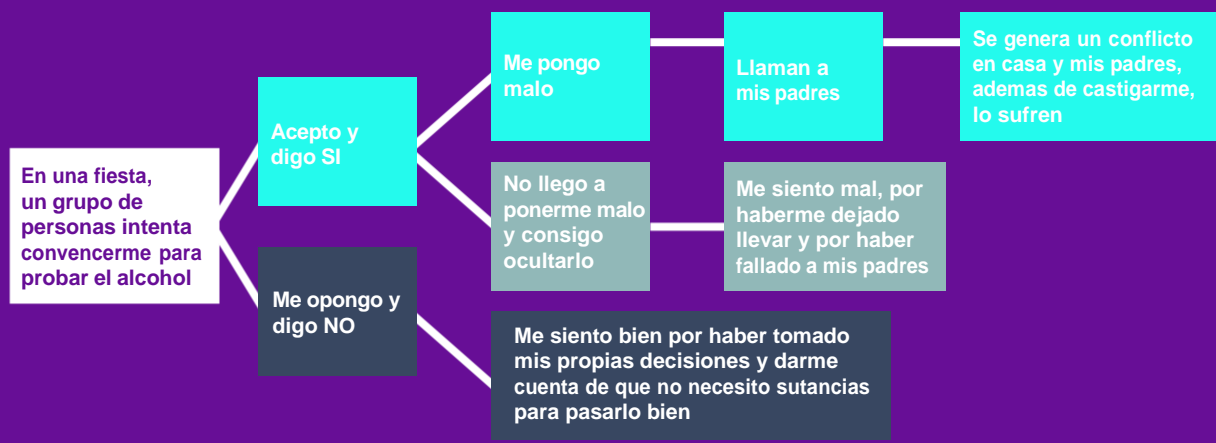 En una fiesta,
un grupo de
personas intenta
convencerme para
probar el alcohol
Acepto y
digo SI
Me pongo
malo
Llaman a
mis padres
Se genera un conflicto
en casa y mis padres,
ademas de castigarme,
lo sufren
No llego a
ponerme malo
y consigo
ocultarlo
Me siento mal, por
haberme dejado
llevar y por haber
fallado a mis padres
Me opongo y
digo NO
Me siento bien por haber tomado
mis propias decisiones y darme
cuenta de que no necesito sutancias
para pasarlo bien